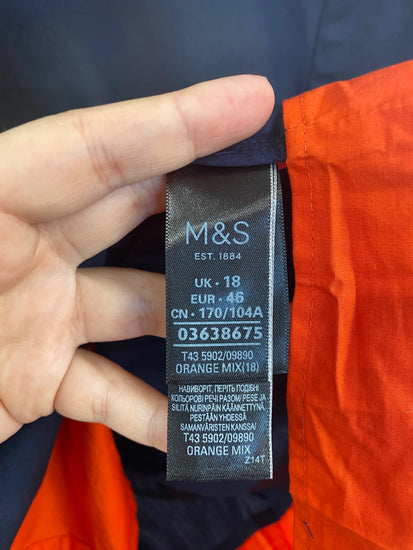 M&S
EST. 1884
UK · 18
EUR · 46
CN · 170/104A
03638675
T43 5902/09890
ORANGE MIX(18)
НАВИВОРІТ, ПЕРІТЬ ПОДІБНІ
КОЛЬОРОВІ РЕЧІ РАЗОМ/ PESE JA
SILITÄ NURINPÄIN KÄÄNNETTYNÄ
PESTÄÄN YHDESSÄ
SAMANVÄRISTEN KANSSA
T43 5902/09890
ORANGE MIX
Z14T